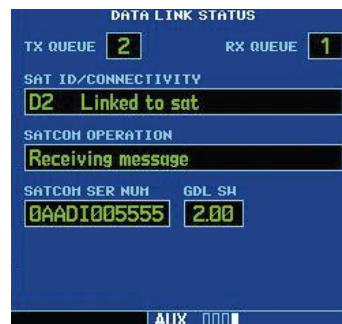 DATA LINK STATUS
TX QUEUE 2 RX QUEUE 1
SAT ID/CONNECTIVITY
D2 Linked to sat
SATCOM OPERATION
Receiving message
SATCOM SER NUM GDL SW
0AADI005555 2.00
AUX